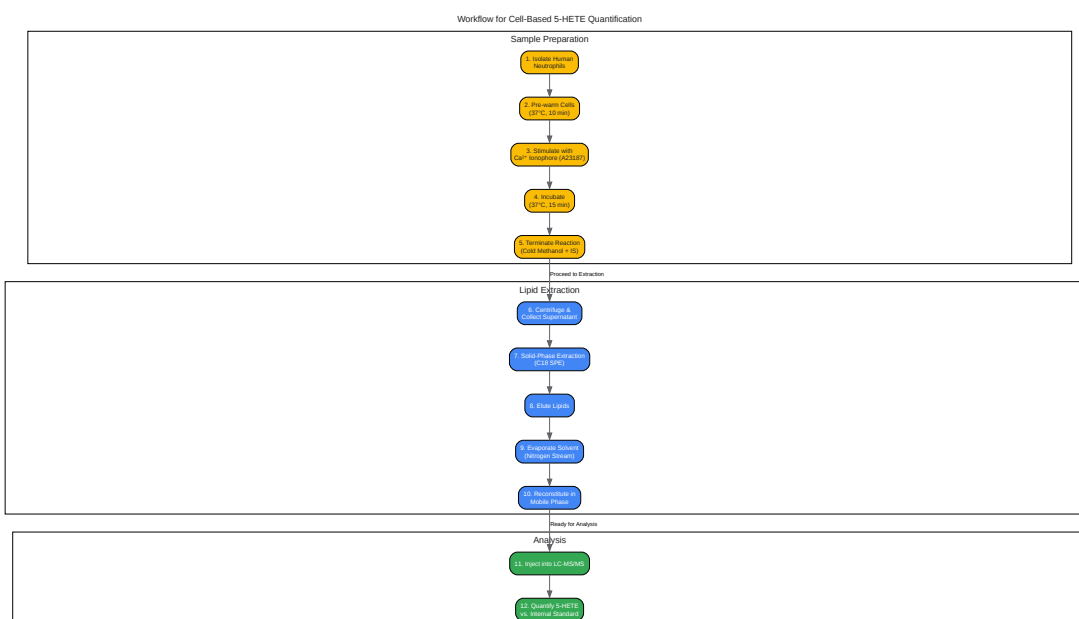 Workflow for Cell-Based 5-HETE Quantification
Sample Preparation
1. Isolate Human
Neutrophils
2. Pre-warm Cells
(37°C, 10 min)
3. Stimulate with
Ca²⁺ Ionophore (A23187)
4. Incubate
(37°C, 15 min)
5. Terminate Reaction
(Cold Methanol + IS)
Proceed to Extraction
Lipid Extraction
6. Centrifuge &
Collect Supernatant
7. Solid-Phase Extraction
(C18 SPE)
8. Elute Lipids
9. Evaporate Solvent
(Nitrogen Stream)
10. Reconstitute in
Mobile Phase
Ready for Analysis
Analysis
11. Inject into LC-MS/MS
12. Quantify 5-HETE
vs. Internal Standard